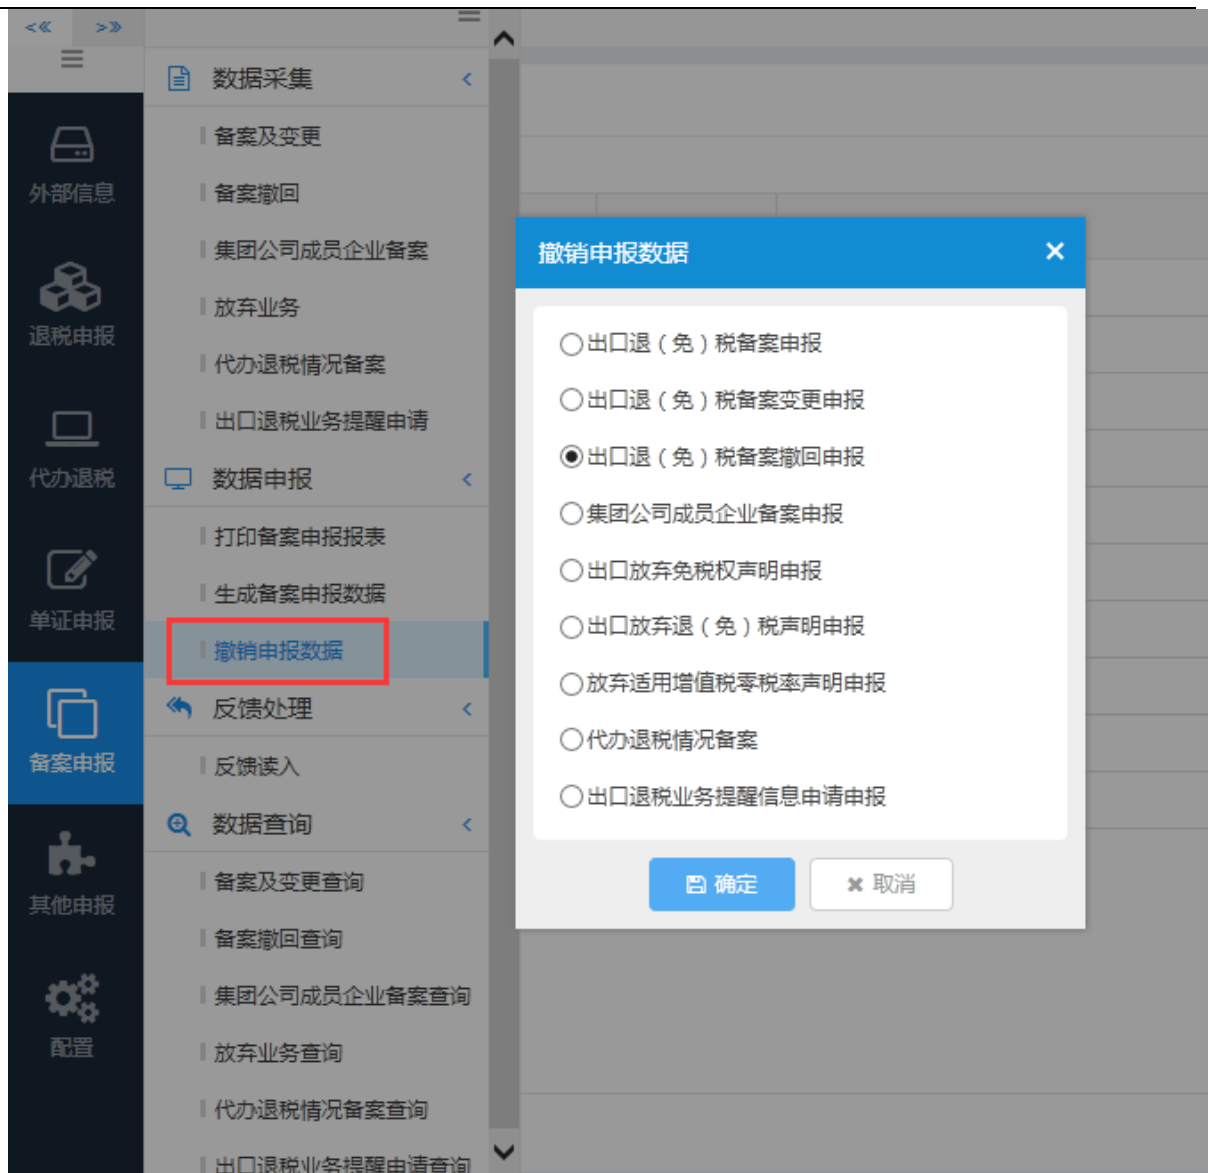 外部信息
退税申报
代办退税
单证申报
备案申报
其他申报
配置
数据采集
备案及变更
备案撤回
集团公司成员企业备案
放弃业务
代办退税情况备案
出口退税业务提醒申请
数据申报
打印备案申报报表
生成备案申报数据
撤销申报数据
反馈处理
反馈读入
数据查询
备案及变更查询
备案撤回查询
集团公司成员企业备案查询
放弃业务查询
代办退税情况备案查询
出口退税业务提醒申请查询
撤销申报数据
出口退（免）税备案申报
出口退（免）税备案变更申报
出口退（免）税备案撤回申报
集团公司成员企业备案申报
出口放弃免税权声明申报
出口放弃退（免）税声明申报
放弃适用增值税零税率声明申报
代办退税情况备案
出口退税业务提醒信息申请申报
确定
取消